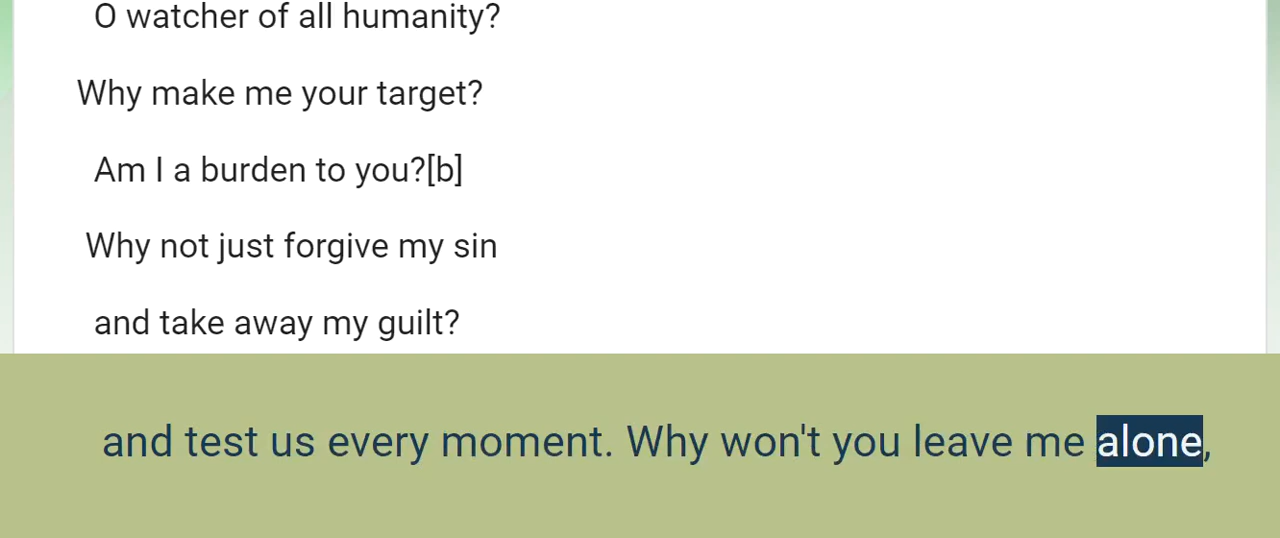 O watcher of all humanity?
Why make me your target?
Am I a burden to you?[b]
Why not just forgive my sin
and take away my guilt?
and test us every moment. Why won't you leave me alone,